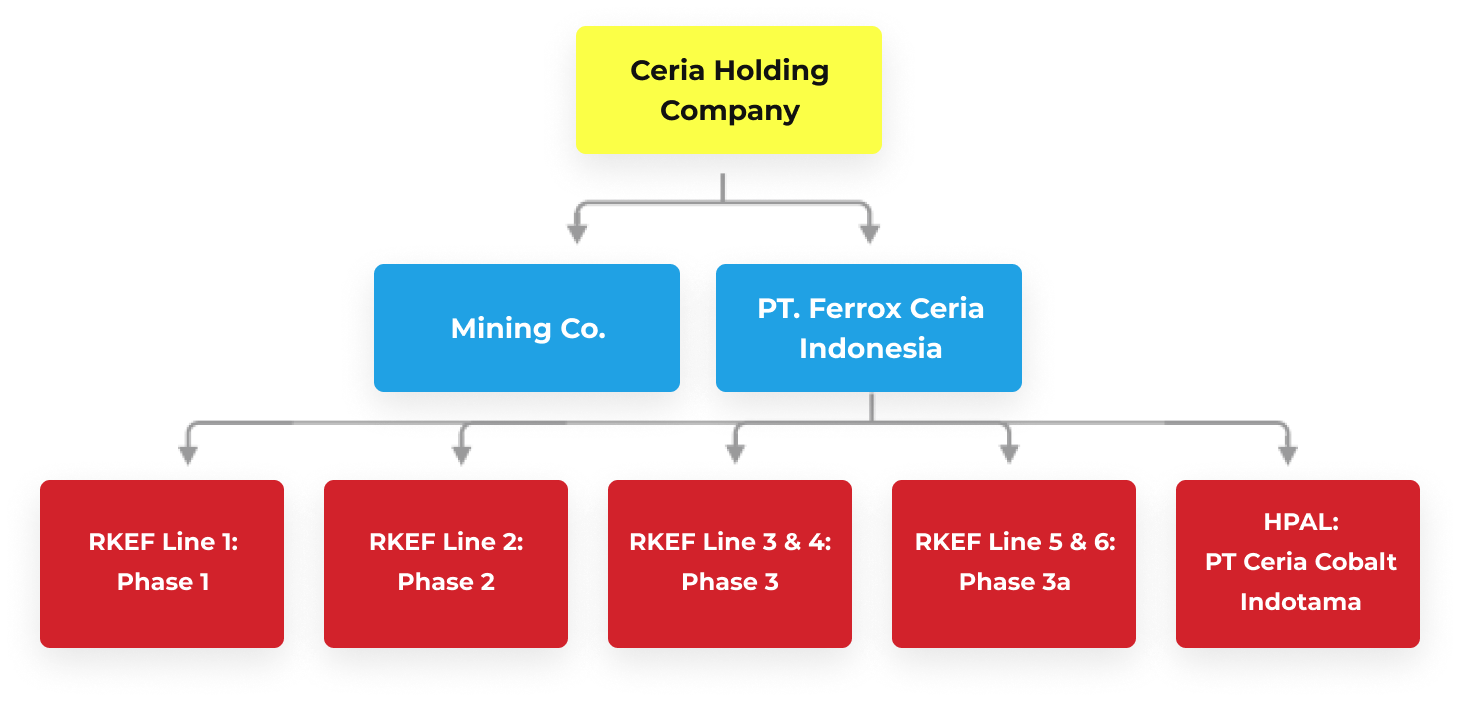 Ceria Holding
Company
Mining Co.
PT. Ferrox Ceria
Indonesia
RKEF Line 1:
Phase 1
RKEF Line 2:
Phase 2
RKEF Line 3 & 4:
Phase 3
RKEF Line 5 & 6:
Phase 3a
HPAL:
PT Ceria Cobalt
Indotama